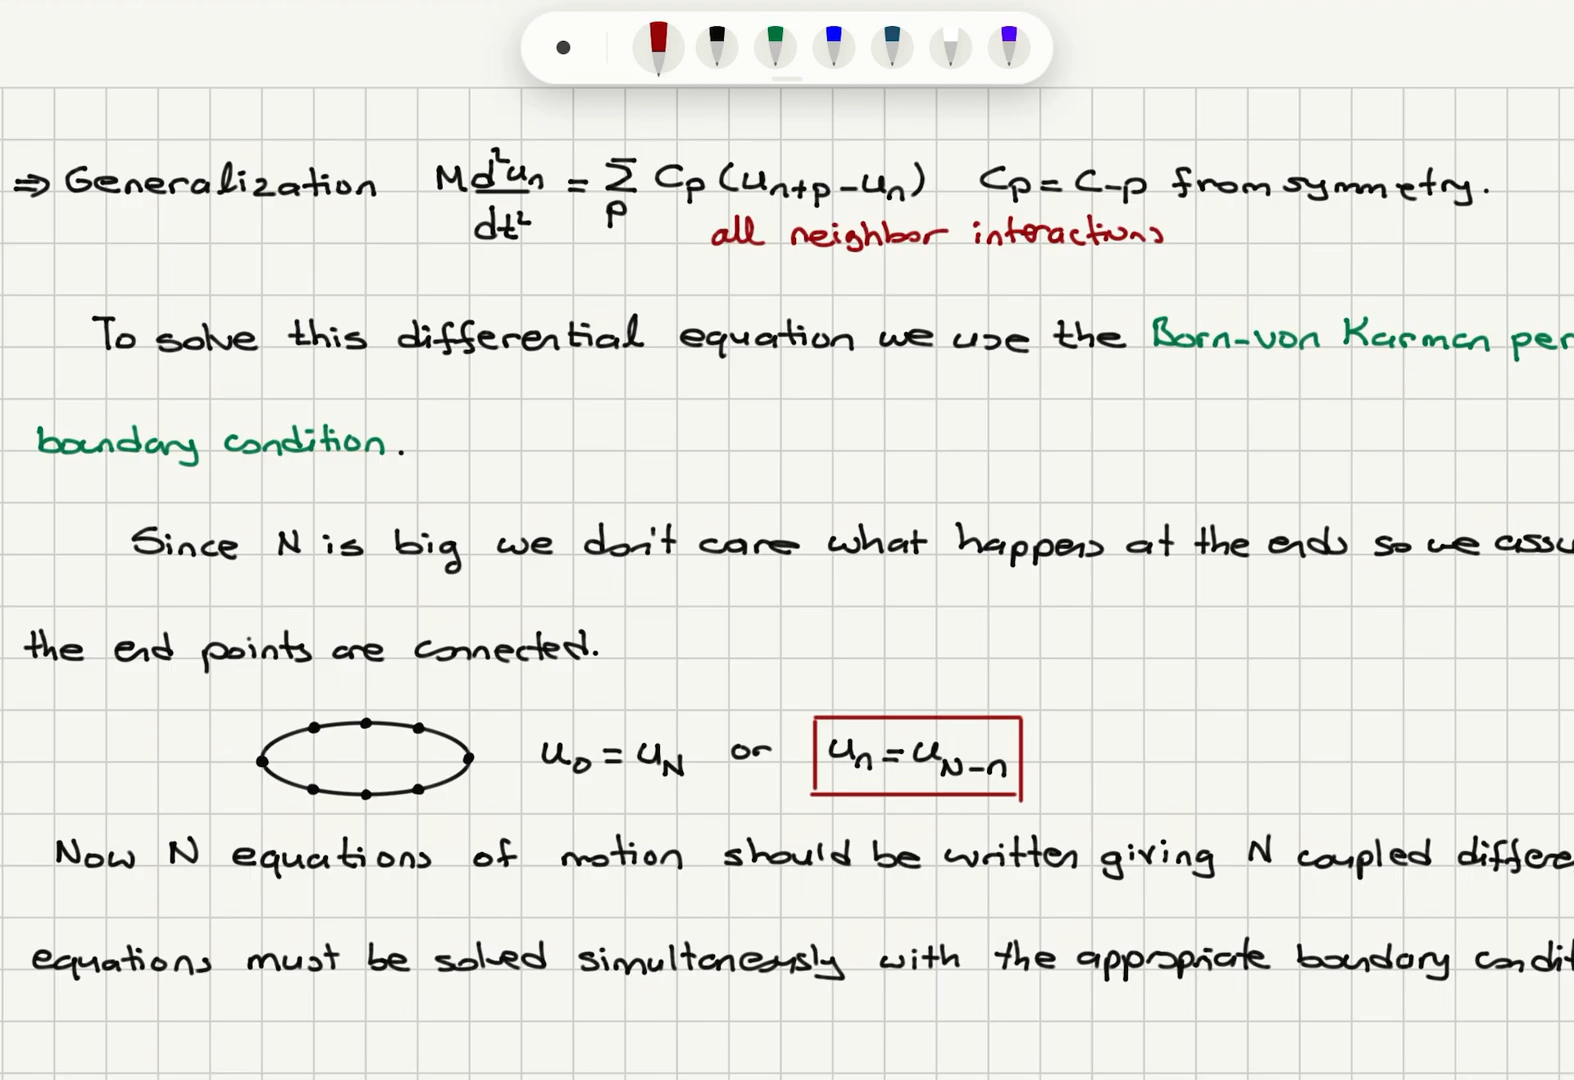 ⇒ Generalization M d²uₙ/dt² = Σₚ Cₚ (uₙ₊ₚ - uₙ) Cₚ = C₋ₚ from symmetry.
all neighbor interactions
To solve this differential equation we use the Born-von Karman per
boundary condition.
Since N is big we don't care what happens at the ends so we assu
the end points are connected.
u₀ = u_N or uₙ = u_{N-n}
Now N equations of motion should be written giving N coupled differe
equations must be solved simultaneously with the appropriate boundary condit